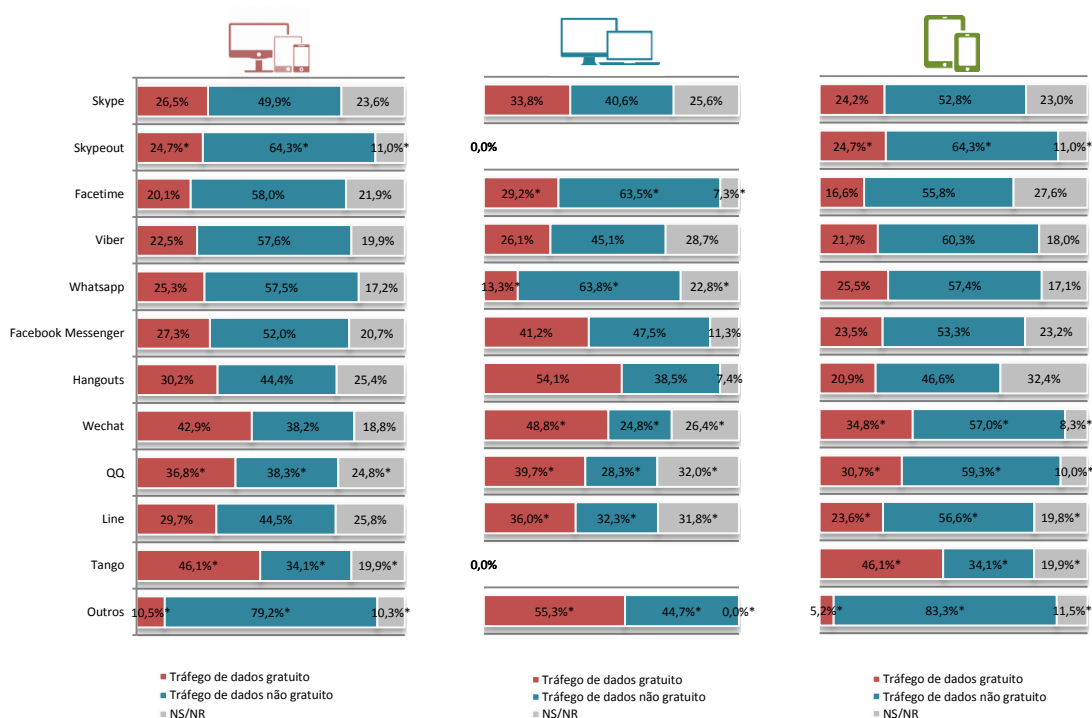 Skype 26,5% 49,9% 23,6% 33,8% 40,6% 25,6% 24,2% 52,8% 23,0%
Skypeout 24,7%* 64,3%* 11,0%* 0,0% 24,7%* 64,3%* 11,0%*
Facetime 20,1% 58,0% 21,9% 29,2%* 63,5%* 7,3%* 16,6% 55,8% 27,6%
Viber 22,5% 57,6% 19,9% 26,1% 45,1% 28,7% 21,7% 60,3% 18,0%
Whatsapp 25,3% 57,5% 17,2% 13,3%* 63,8%* 22,8%* 25,5% 57,4% 17,1%
Facebook Messenger 27,3% 52,0% 20,7% 41,2% 47,5% 11,3% 23,5% 53,3% 23,2%
Hangouts 30,2% 44,4% 25,4% 54,1% 38,5% 7,4% 20,9% 46,6% 32,4%
Wechat 42,9% 38,2% 18,8% 48,8%* 24,8%* 26,4%* 34,8%* 57,0%* 8,3%*
QQ 36,8%* 38,3%* 24,8%* 39,7%* 28,3%* 32,0%* 30,7%* 59,3%* 10,0%*
Line 29,7% 44,5% 25,8% 36,0%* 32,3%* 31,8%* 23,6%* 56,6%* 19,8%*
Tango 46,1%* 34,1%* 19,9%* 0,0% 46,1%* 34,1%* 19,9%*
Outros 10,5%* 79,2%* 10,3%* 55,3%* 44,7%* 0,0%* 5,2%* 83,3%* 11,5%*
Tráfego de dados gratuito Tráfego de dados gratuito Tráfego de dados gratuito
Tráfego de dados não gratuito Tráfego de dados não gratuito Tráfego de dados não gratuito
NS/NR NS/NR NS/NR